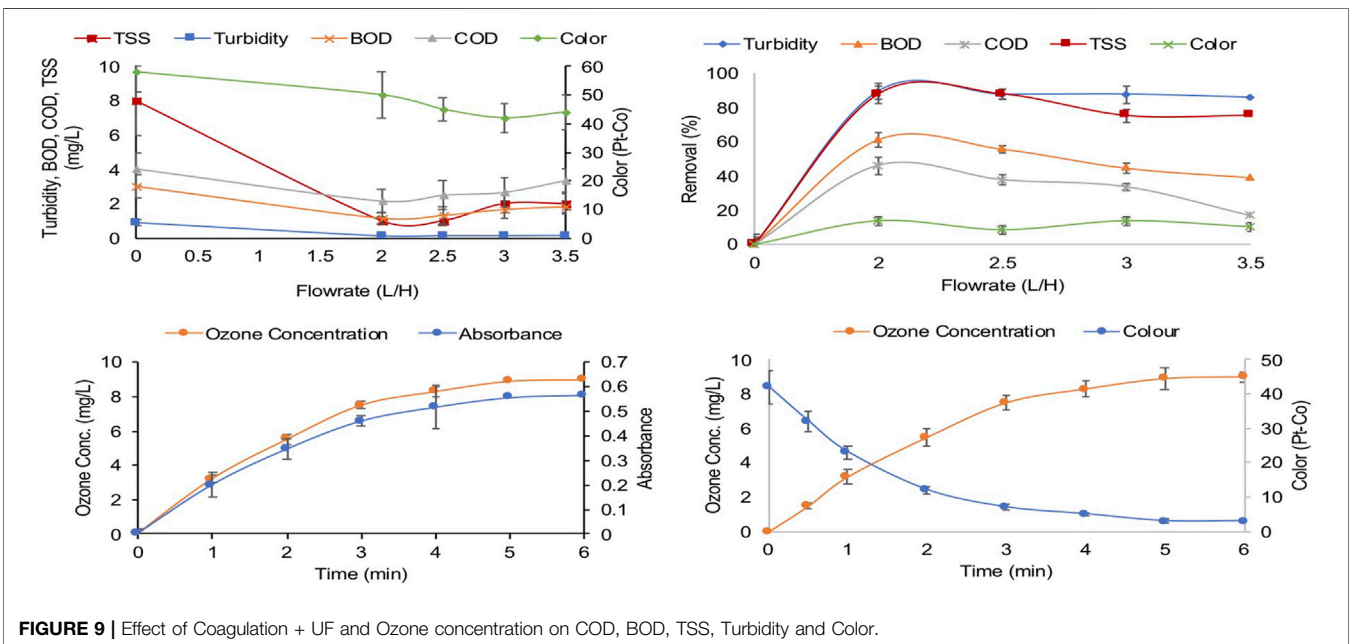 TSS Turbidity BOD COD Color
Turbidity, BOD, COD, TSS
(mg/L)
10
8
6
4
2
0
60
50
40
30
20
10
0
Color (Pt-Co)
0 0.5 1 1.5 2 2.5 3 3.5
Flowrate (L/H)
Turbidity BOD COD TSS Color
Removal (%)
100
80
60
40
20
0
0 2 2.5 3 3.5
Flowrate (L/H)
Ozone Concentration Absorbance
Ozone Conc. (mg/L)
10
8
6
4
2
0
0.7
0.6
0.5
0.4
0.3
0.2
0.1
0
Absorbance
0 1 2 3 4 5 6
Time (min)
Ozone Concentration Colour
Ozone Conc. (mg/L)
10
8
6
4
2
0
50
40
30
20
10
0
Color (Pt-Co)
0 1 2 3 4 5 6
Time (min)
FIGURE 9 | Effect of Coagulation + UF and Ozone concentration on COD, BOD, TSS, Turbidity and Color.